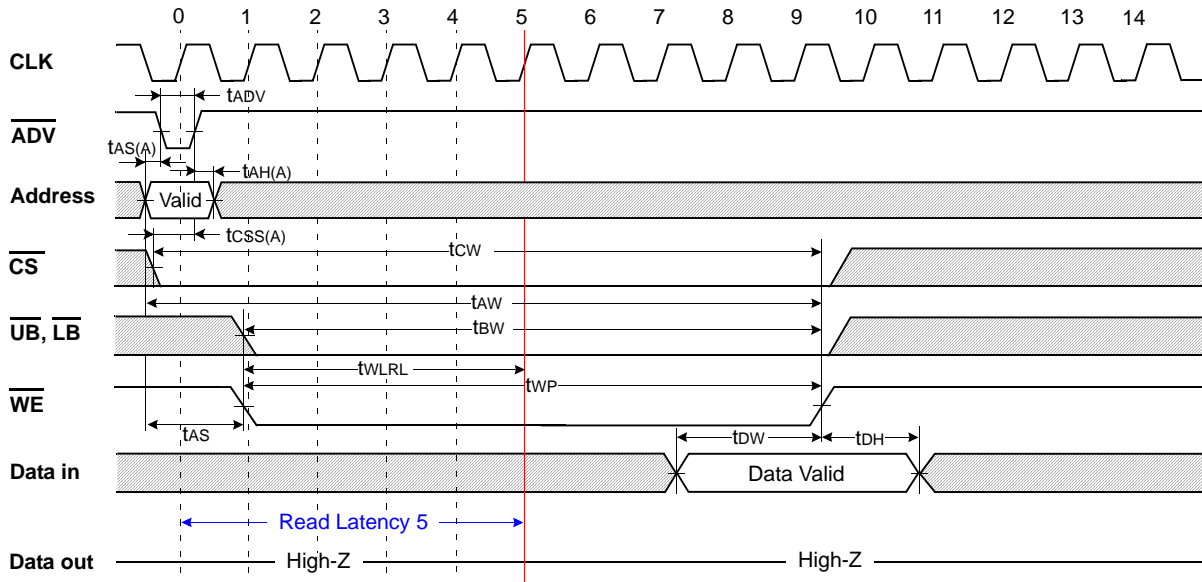 0 1 2 3 4 5 6 7 8 9 10 11 12 13 14
CLK
tADV
ADV
tAS(A)
tAH(A)
Address
Valid
tCSS(A)
tCW
CS
tAW
UB, LB
tBW
tWLRL
tWP
WE
tAS
tDW
tDH
Data in
Data Valid
Read Latency 5
Data out
High-Z
High-Z